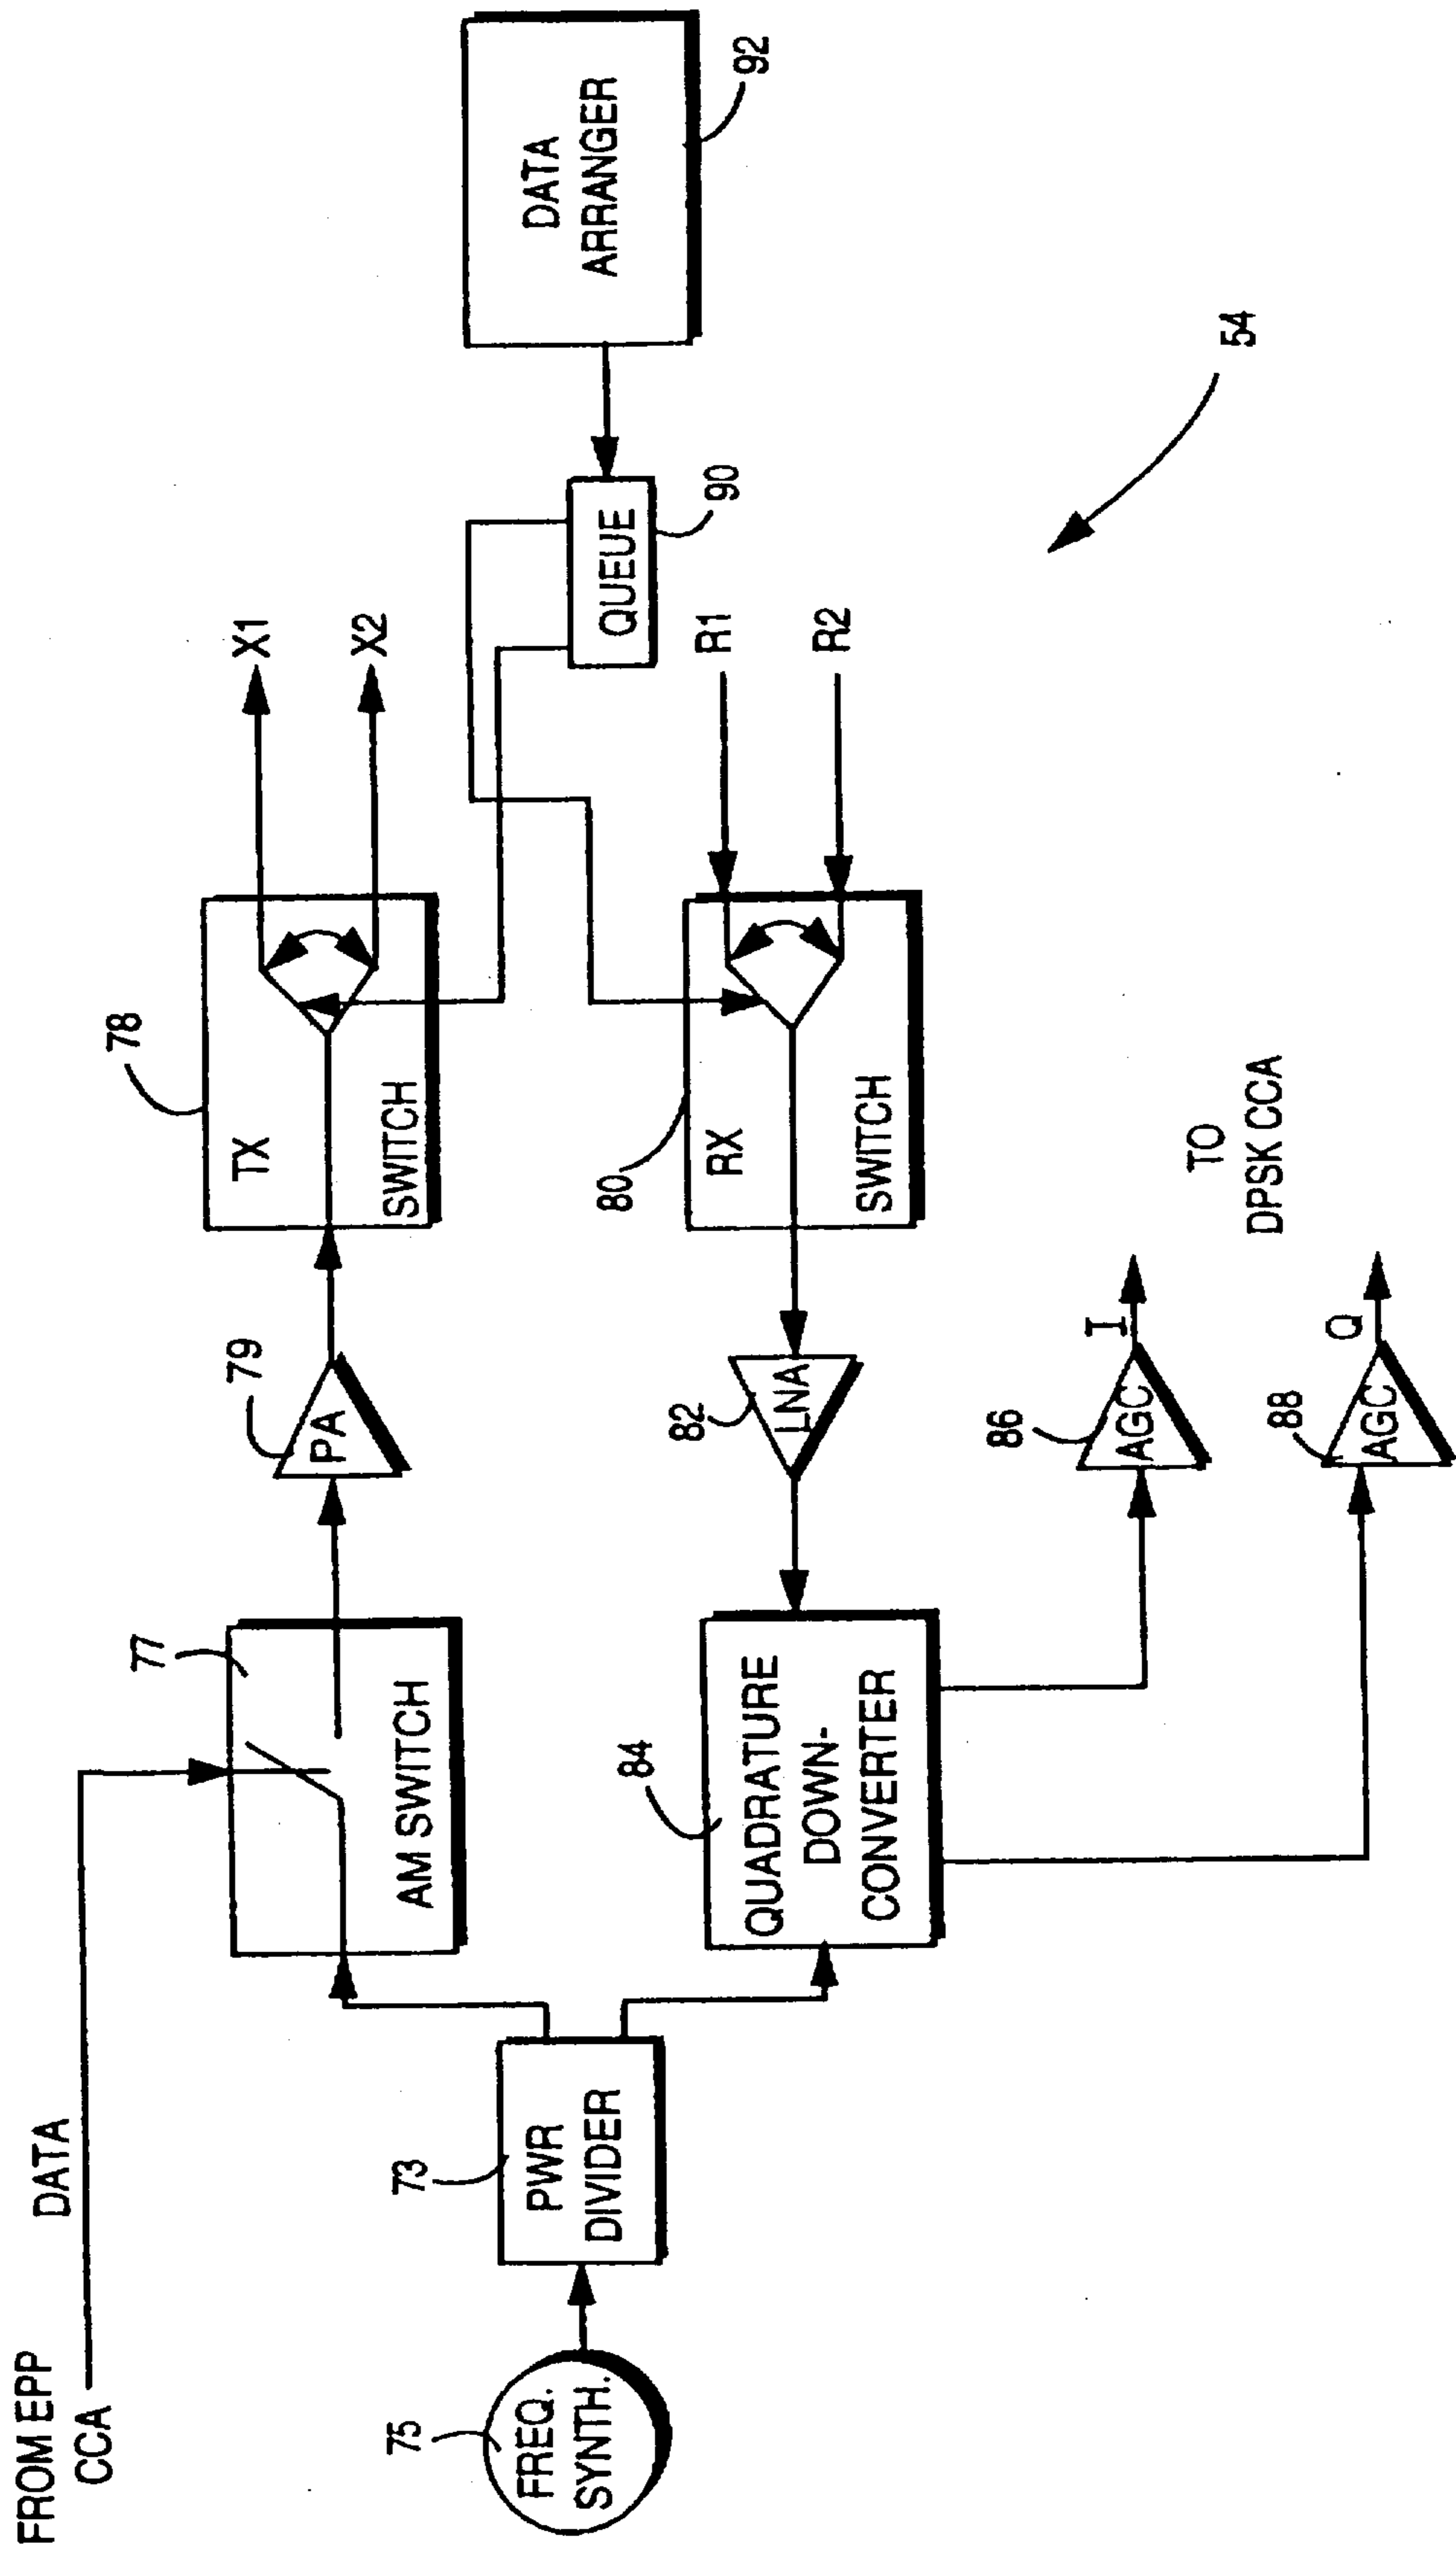 FROM EPP
CCA
DATA
77
AM SWITCH
79
PA
78
TX
SWITCH
X1
X2
75
FREQ.
SYNTH.
73
PWR
DIVIDER
84
QUADRATURE
DOWN-
CONVERTER
82
LNA
80
RX
SWITCH
R1
R2
QUEUE
90
DATA
ARRANGER
92
86
AGC
I
88
AGC
Q
TO
DPSK CCA
54